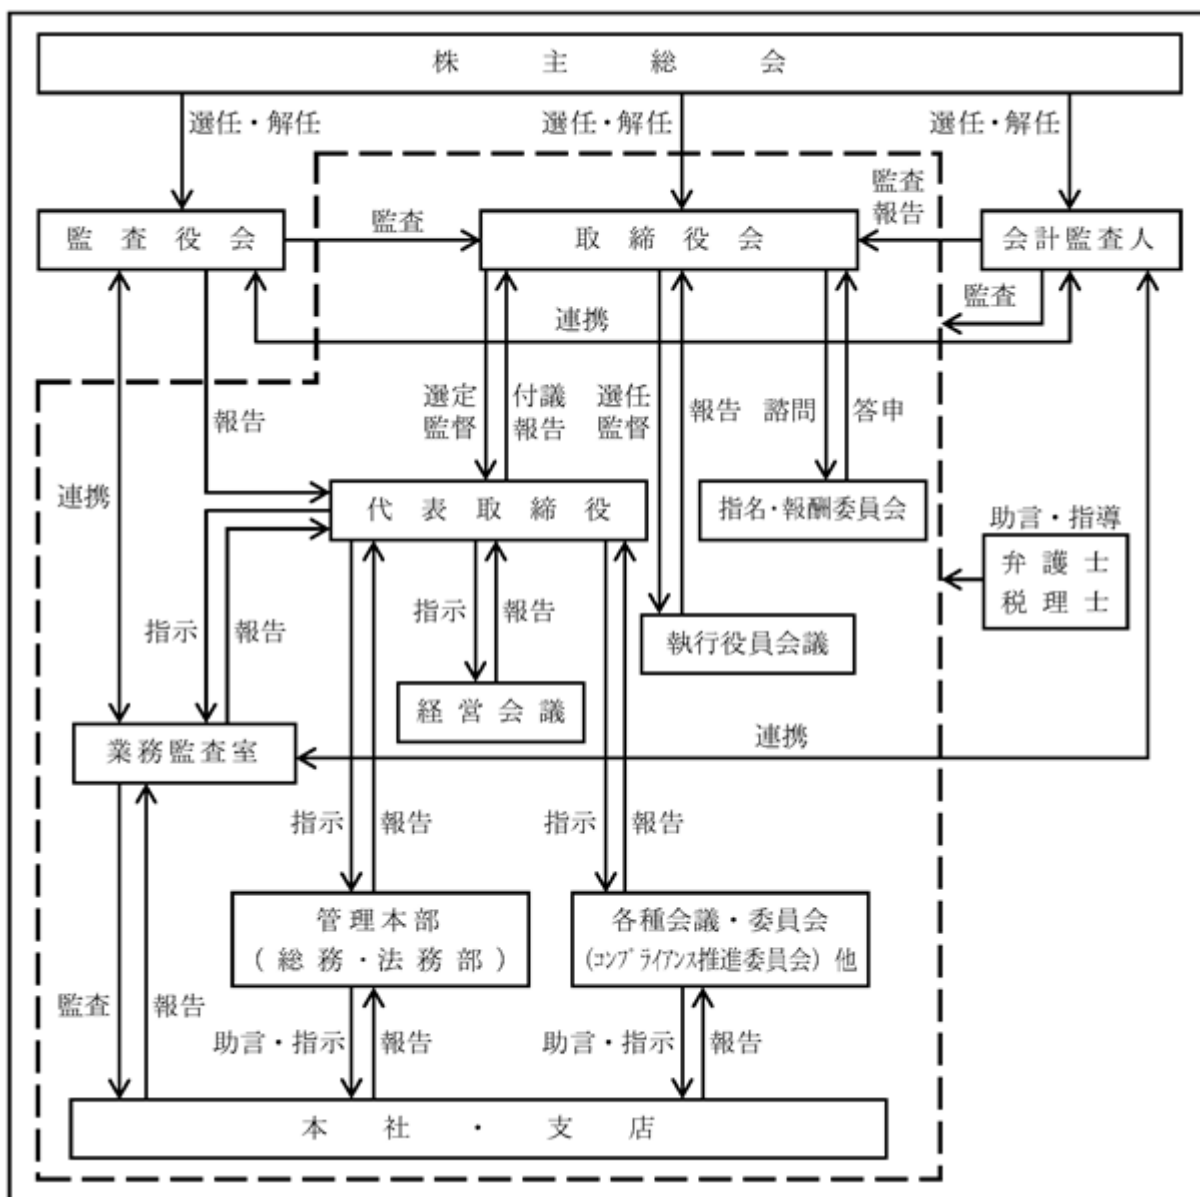 株主総会
選任・解任
選任・解任
選任・解任
監査役会
監査
取締役会
監査
報告
会計監査人
監査
連携
報告
選定
監督
付議
報告
選任
監督
報告
諮問
答申
連携
代表取締役
指名・報酬委員会
助言・指導
弁護士
税理士
指示
報告
指示
報告
執行役員会議
経営会議
業務監査室
連携
指示
報告
指示
報告
管理本部
(総務・法務部)
各種会議・委員会
(コンプライアンス推進委員会)他
監査
報告
助言・指示
報告
助言・指示
報告
本社・支店